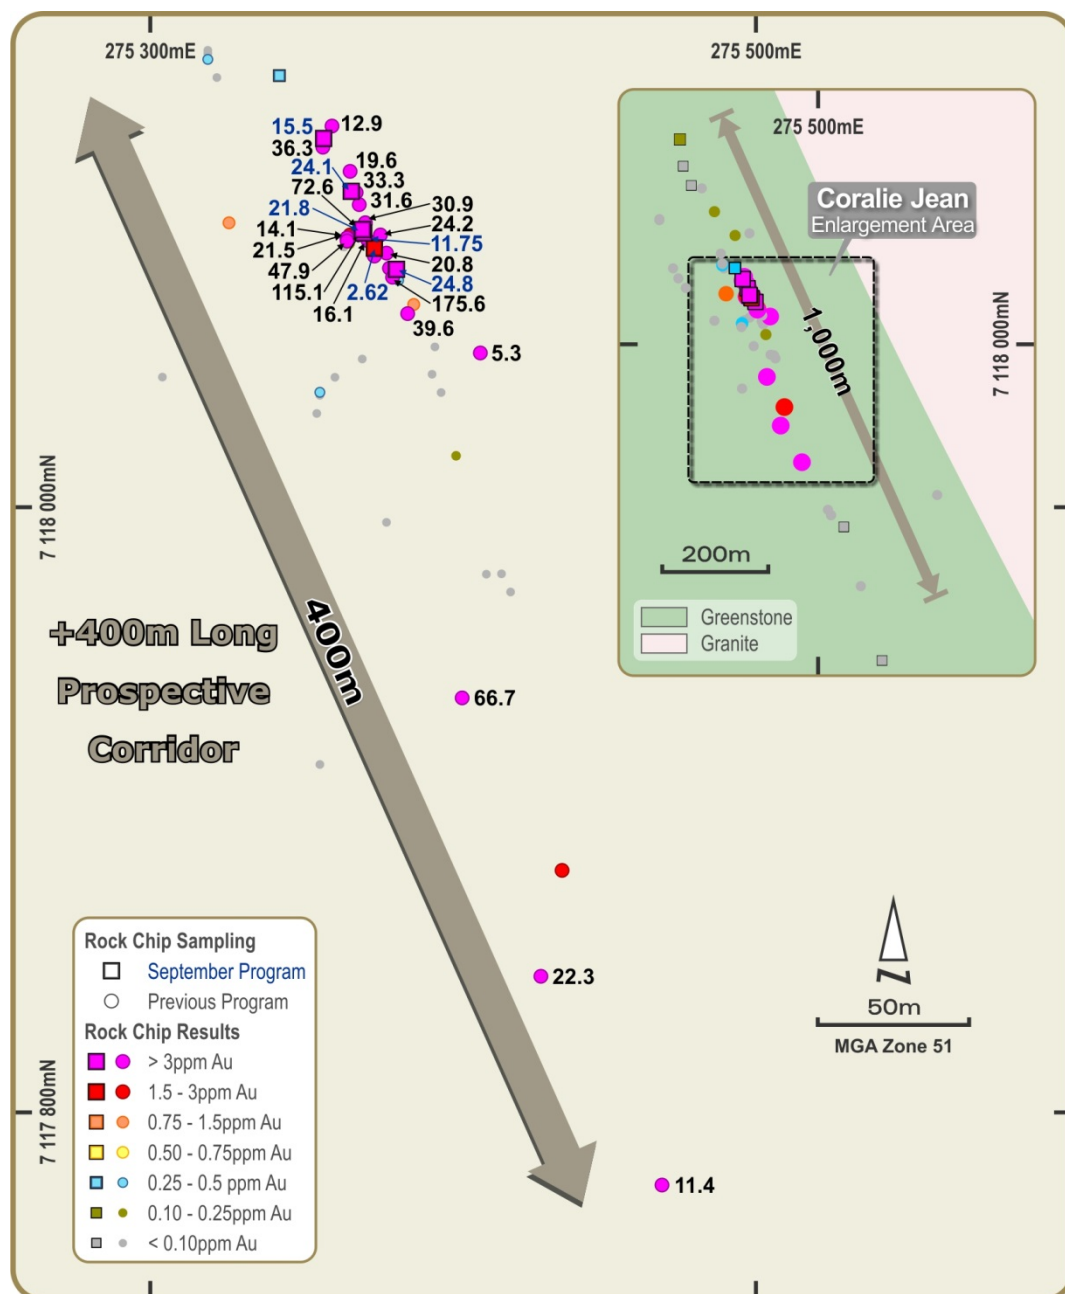 275 300mE
275 500mE
15.5
12.9
36.3
24.1
19.6
72.6
33.3
31.6
21.8
30.9
14.1
24.2
21.5
11.75
47.9
20.8
115.1
24.8
16.1
2.62
175.6
39.6
5.3
275 500mE
Coralie Jean
Enlargement Area
1,000m
7 118 000mN
200m
Greenstone
Granite
7 118 000mN
400m
+400m Long
Prospective
Corridor
66.7
22.3
11.4
N
50m
MGA Zone 51
7 117 800mN
Rock Chip Sampling
September Program
Previous Program
Rock Chip Results
> 3ppm Au
1.5 - 3ppm Au
0.75 - 1.5ppm Au
0.50 - 0.75ppm Au
0.25 - 0.5 ppm Au
0.10 - 0.25ppm Au
< 0.10ppm Au